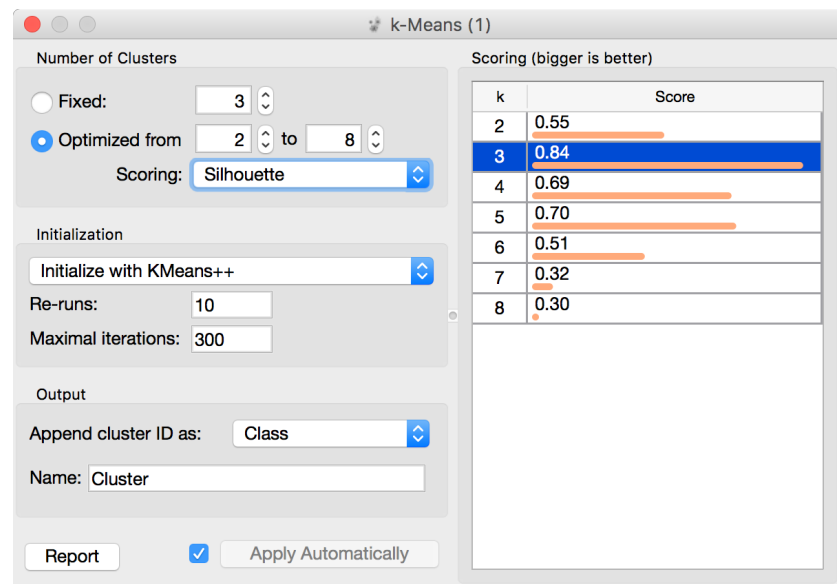 k-Means (1)
Number of Clusters
Fixed: 3
Optimized from 2 to 8
Scoring: Silhouette
Initialization
Initialize with KMeans++
Re-runs: 10
Maximal iterations: 300
Output
Append cluster ID as: Class
Name: Cluster
Report Apply Automatically
Scoring (bigger is better)
k Score
2 0.55
3 0.84
4 0.69
5 0.70
6 0.51
7 0.32
8 0.30